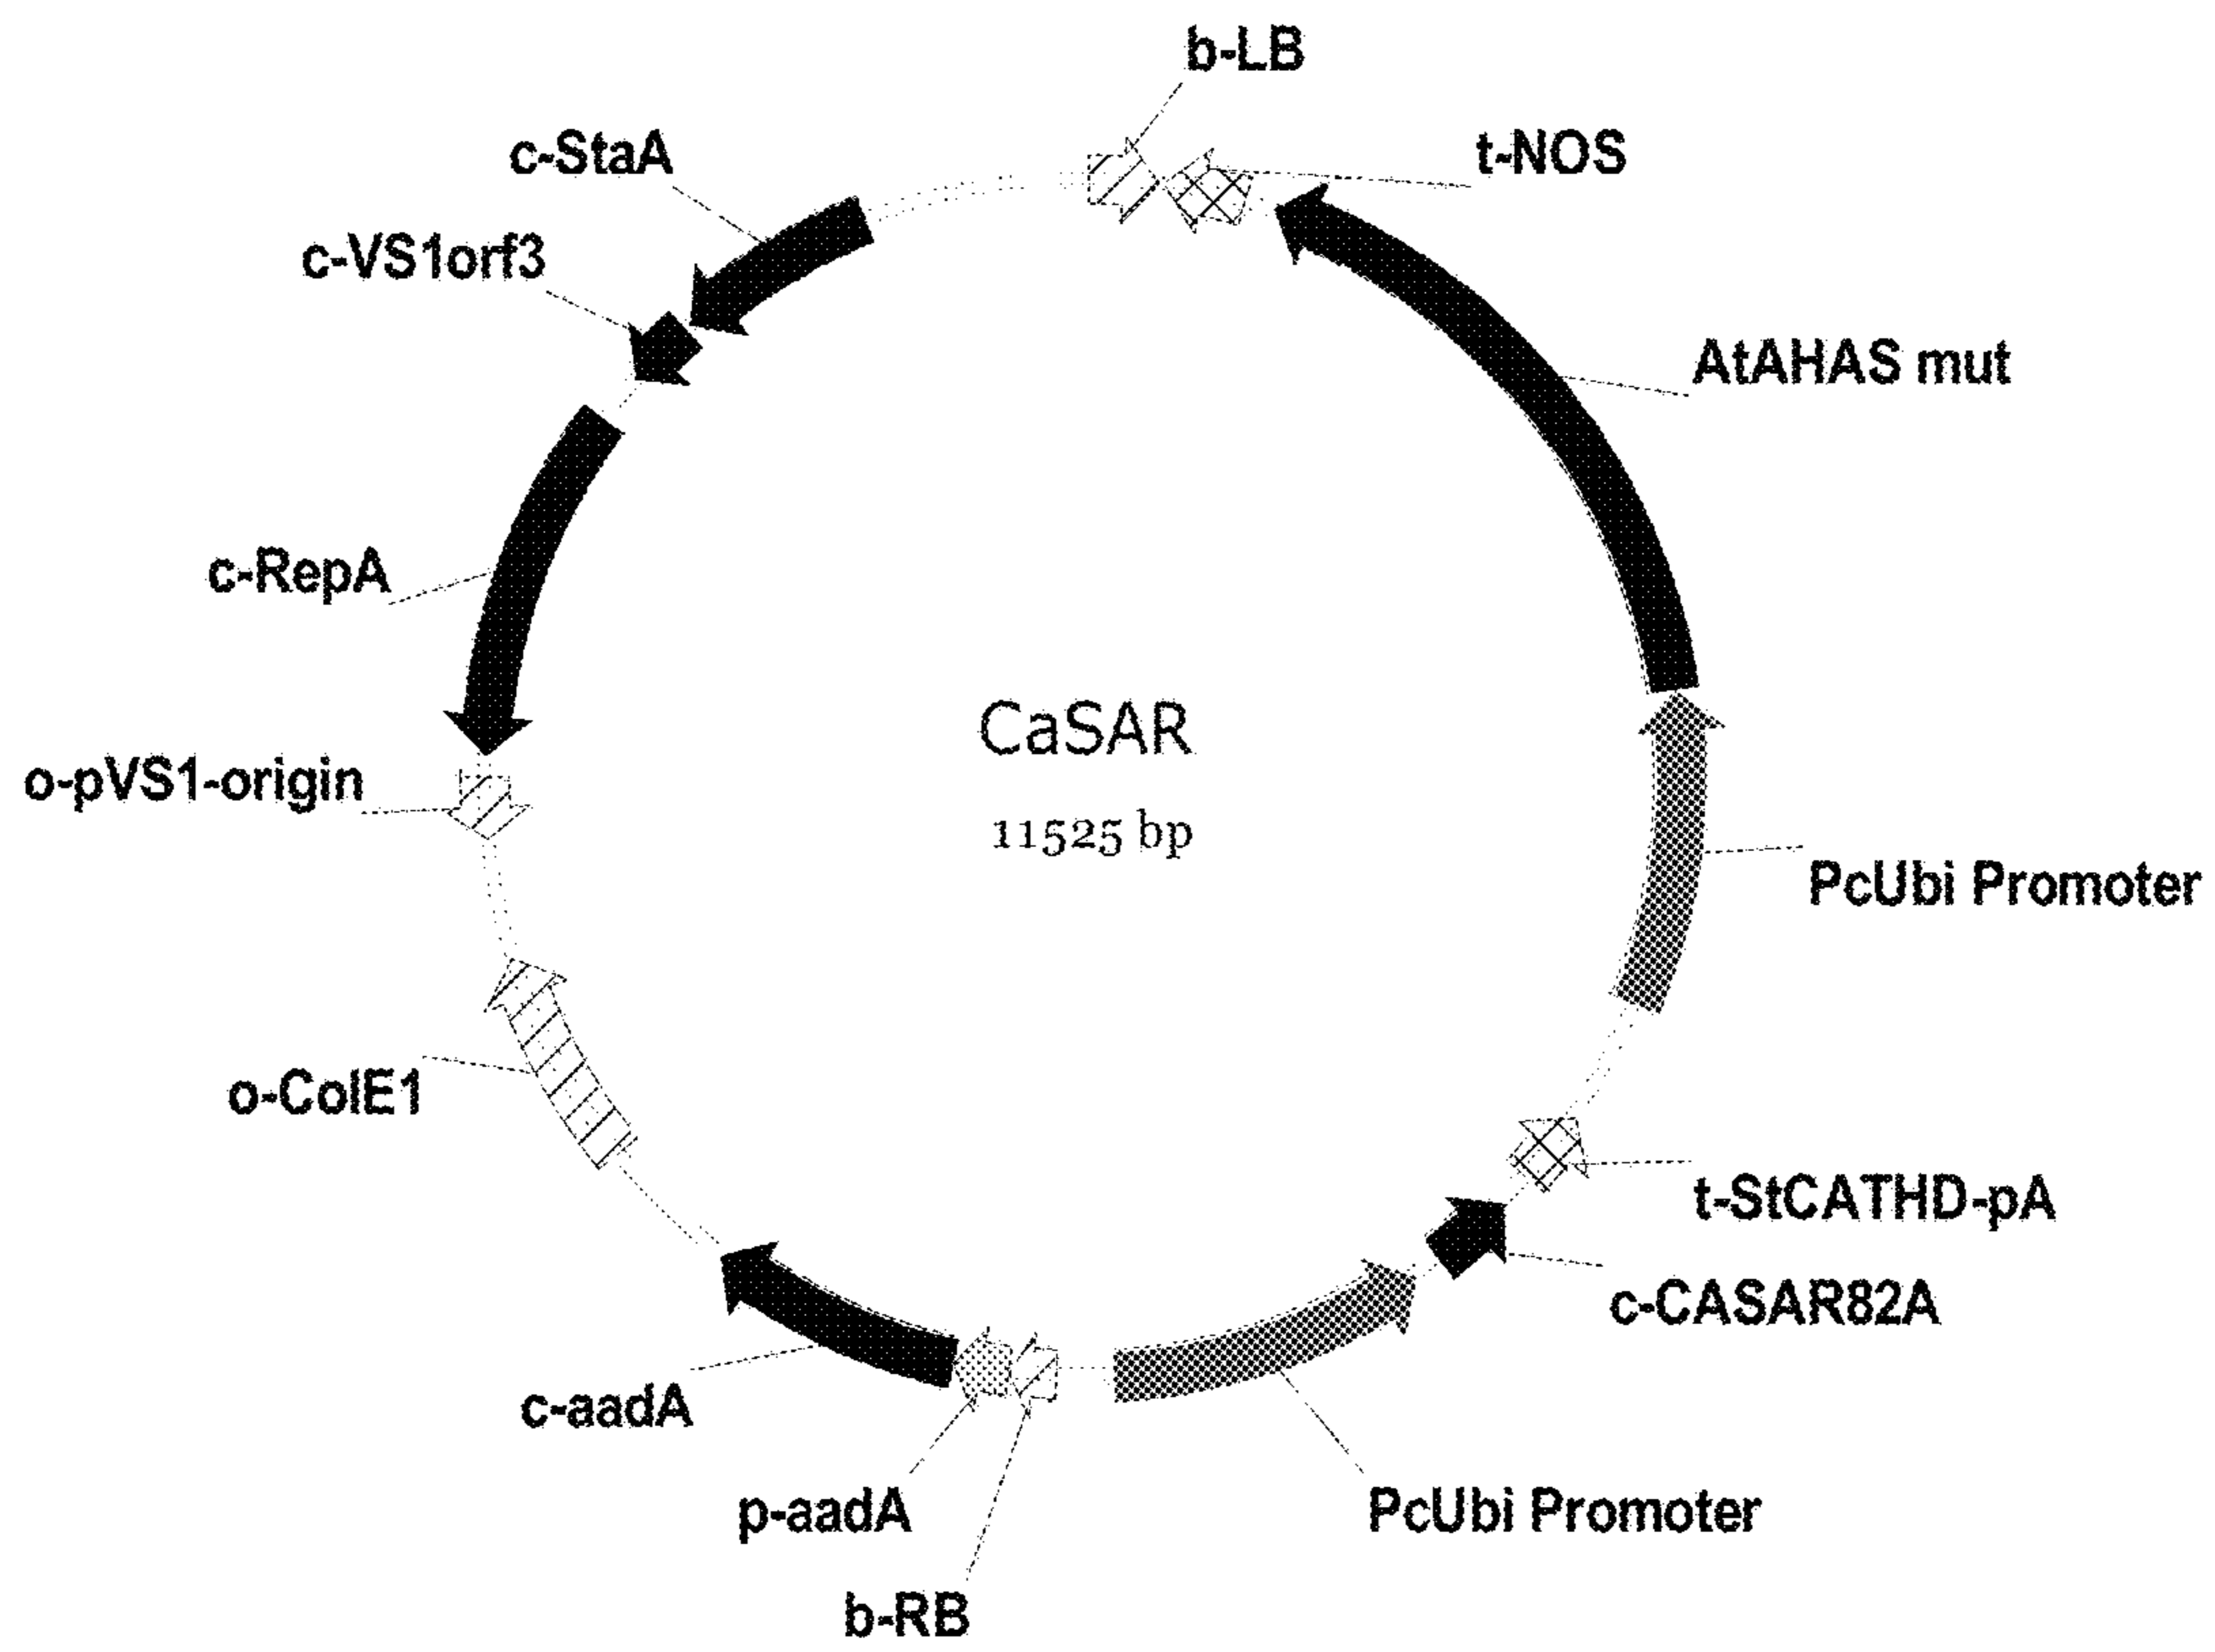 b-LB
c-StaA
t-NOS
c-VS1orf3
AtAHAS mut
c-RepA
CaSAR
o-pVS1-origin
11525 bp
PcUbi Promoter
o-ColE1
t-StCATHD-pA
c-CASAR82A
c-aadA
p-aadA
PcUbi Promoter
b-RB